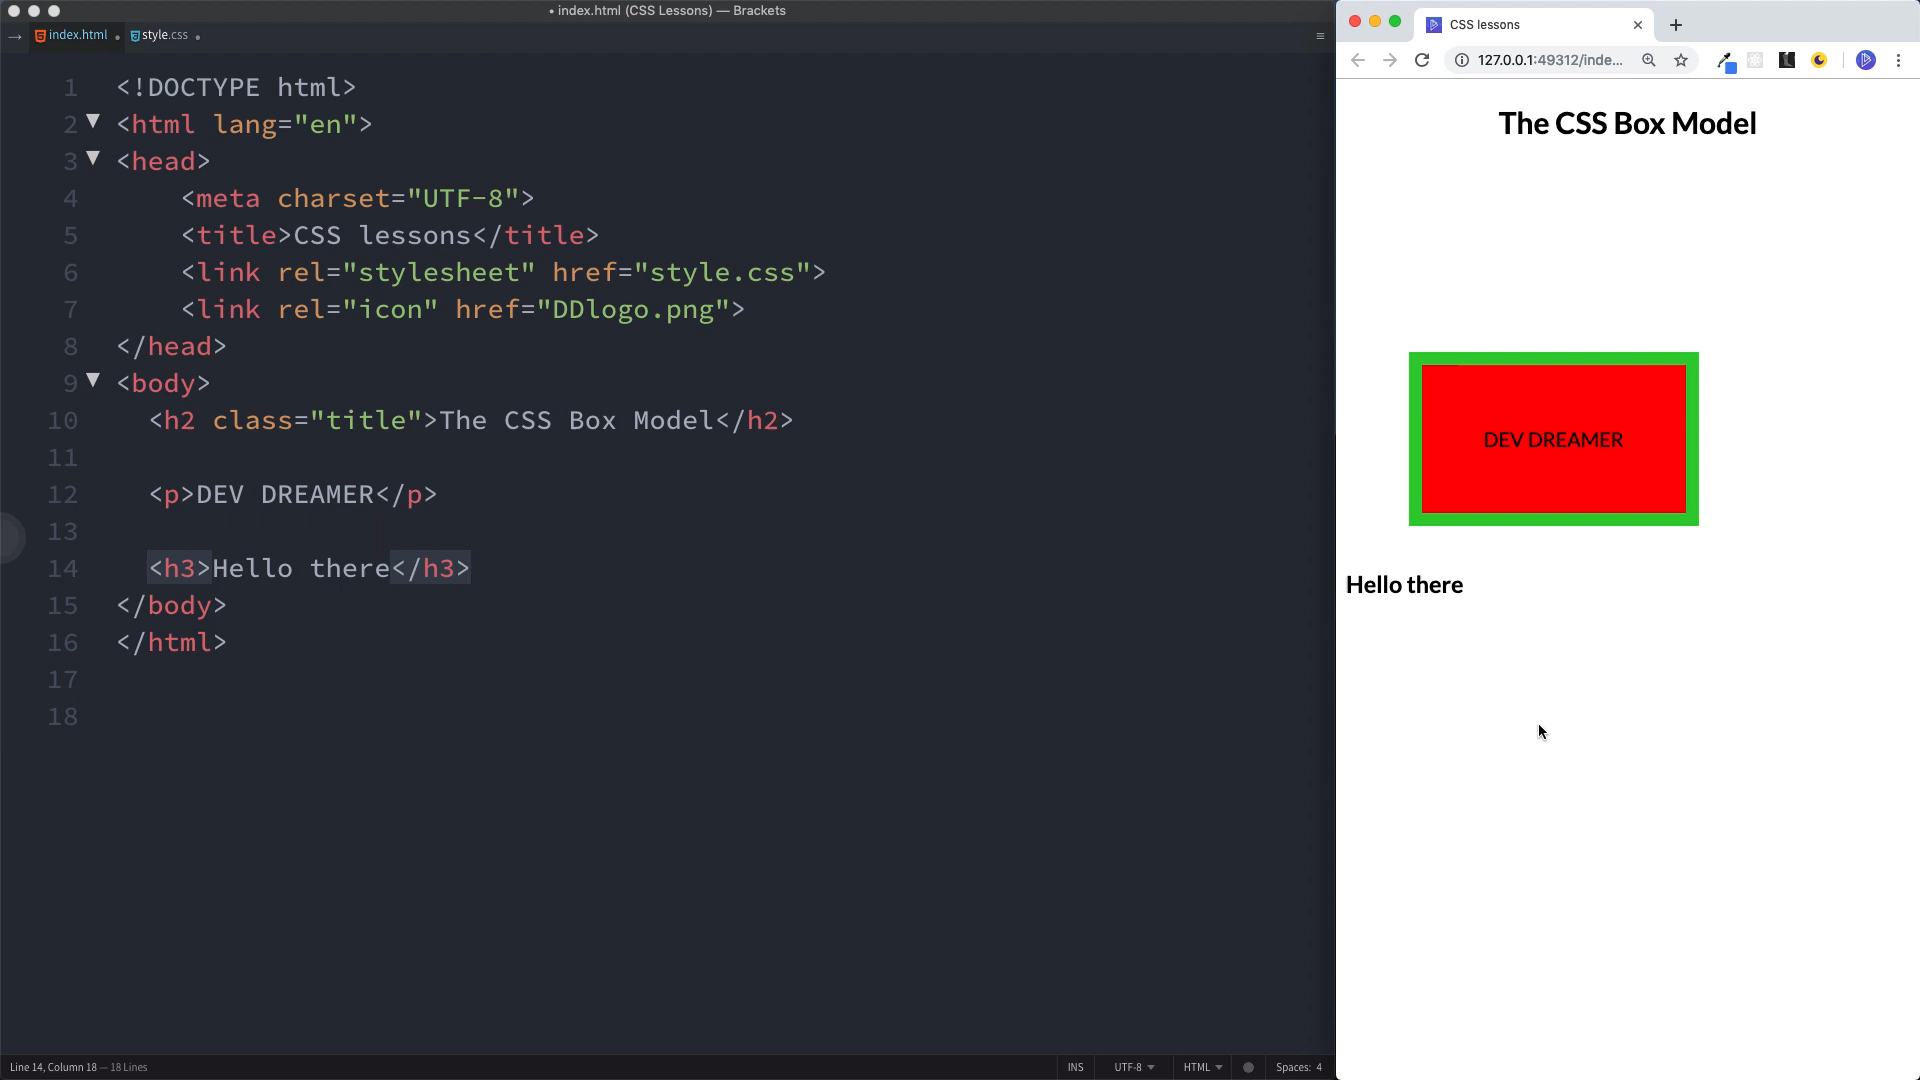 • index.html (CSS Lessons) — Brackets
index.html • style.css •
1 <!DOCTYPE html>
2 <html lang="en">
3 <head>
4 <meta charset="UTF-8">
5 <title>CSS lessons</title>
6 <link rel="stylesheet" href="style.css">
7 <link rel="icon" href="DDlogo.png">
8 </head>
9 <body>
10 <h2 class="title">The CSS Box Model</h2>
11
12 <p>DEV DREAMER</p>
13
14 <h3>Hello there</h3>
15 </body>
16 </html>
17
18
Line 14, Column 18 — 18 Lines
INS UTF-8 HTML Spaces: 4
CSS lessons
127.0.0.1:49312/inde...
The CSS Box Model
DEV DREAMER
Hello there